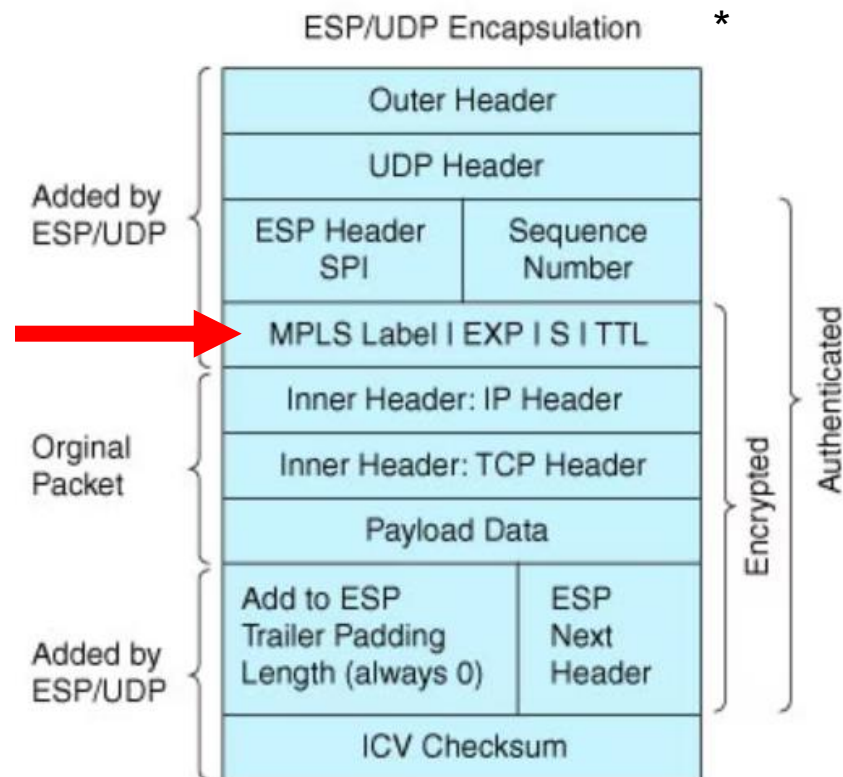 ESP/UDP Encapsulation *
Outer Header
UDP Header
Added by
ESP/UDP
ESP Header
SPI
Sequence
Number
MPLS Label | EXP | S | TTL
Inner Header: IP Header
Inner Header: TCP Header
Orginal
Packet
Payload Data
Add to ESP
Trailer Padding
Length (always 0)
ESP
Next
Header
Added by
ESP/UDP
ICV Checksum
Encrypted
Authenticated